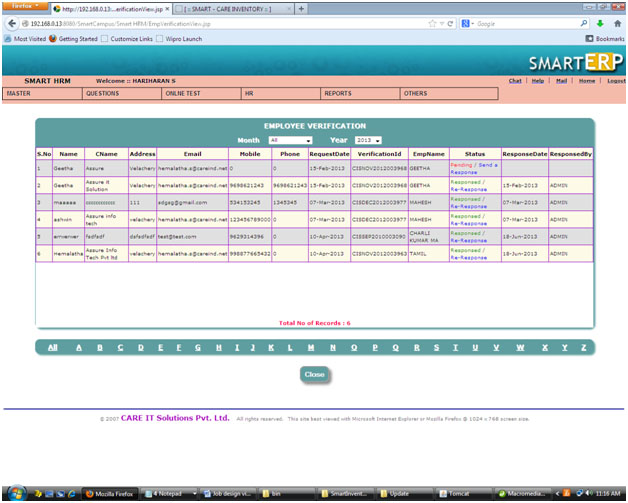 Firefox
http://192.168.0.13:...erificationView.jsp
[ :: SMART - CARE INVENTORY :: ]
192.168.0.13:8080/SmartCampus/Smart HRM/EmpVerificationView.jsp
Google
Most Visited Getting Started Customize Links Wipro Launch Bookmarks
SMARTERP
SMART HRM Welcome :: HARIHARAN S Chat | Help | Mail | Home | Logout
MASTER QUESTIONS ONLINE TEST HR REPORTS OTHERS
EMPLOYEE VERIFICATION
Month All Year 2013
S.No Name CName Address Email Mobile Phone RequestDate VerificationId EmpName Status ResponseDate ResponsedBy
1 Geetha Assure velachery hemalatha.s@careind.net 0 0 15-Feb-2013 CISNOV2012003968 GEETHA Pending / Send a Response
2 Geetha Assure it Solution velachery hemalatha.s@careind.net 9698621243 9698621243 15-Feb-2013 CISNOV2012003968 GEETHA Responsed / Re-Response 15-Feb-2013 ADMIN
3 111 sdgsg@gmail.com 534153245 1345345 07-Mar-2013 CISDEC2012003977 MAHESH Responsed / Re-Response 07-Mar-2013 ADMIN
4 ashvin Assure info tech velachery hemalatha.s@careind.net 0 07-Mar-2013 CISDEC2012003977 MAHESH Responsed / Re-Response 07-Mar-2013 ADMIN
5 fsdfsdf dsfsdfsdf test@test.com 9629314396 0 10-Apr-2013 CISSEP2010003090 CHARLI KUMAR MA Responsed / Re-Response 18-Jun-2013 ADMIN
6 Hemalatha Assure Info Tech Pvt ltd velachery hemalatha.s@careind.net 998877665432 0 10-Apr-2013 CISNOV2012003963 TAMIL Responsed / Re-Response 18-Jun-2013 ADMIN
Total No of Records : 6
All A B C D E F G H I J K L M N O P Q R S T U V W X Y Z
Close
© 2007 CARE IT Solutions Pvt. Ltd. All rights reserved. This site best viewed with Microsoft Internet Explorer or Mozilla Firefox @ 1024 x 768 screen size.
Mozilla Firefox 4 Notepad Job design vi... bin SmartInvent... Update Tomcat Macromedia... 11:16 AM